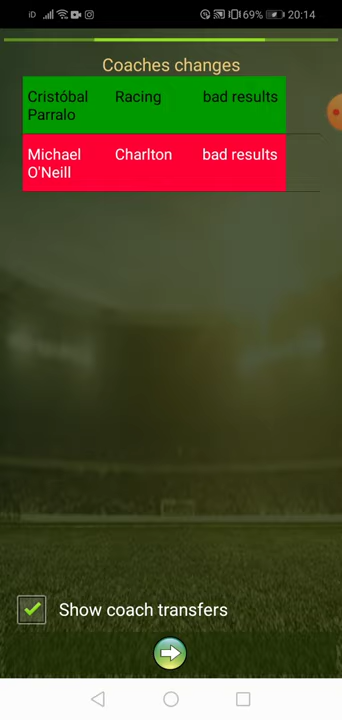 iD 69% 20:14
Coaches changes
Cristóbal Parralo Racing bad results
Michael O'Neill Charlton bad results
Show coach transfers